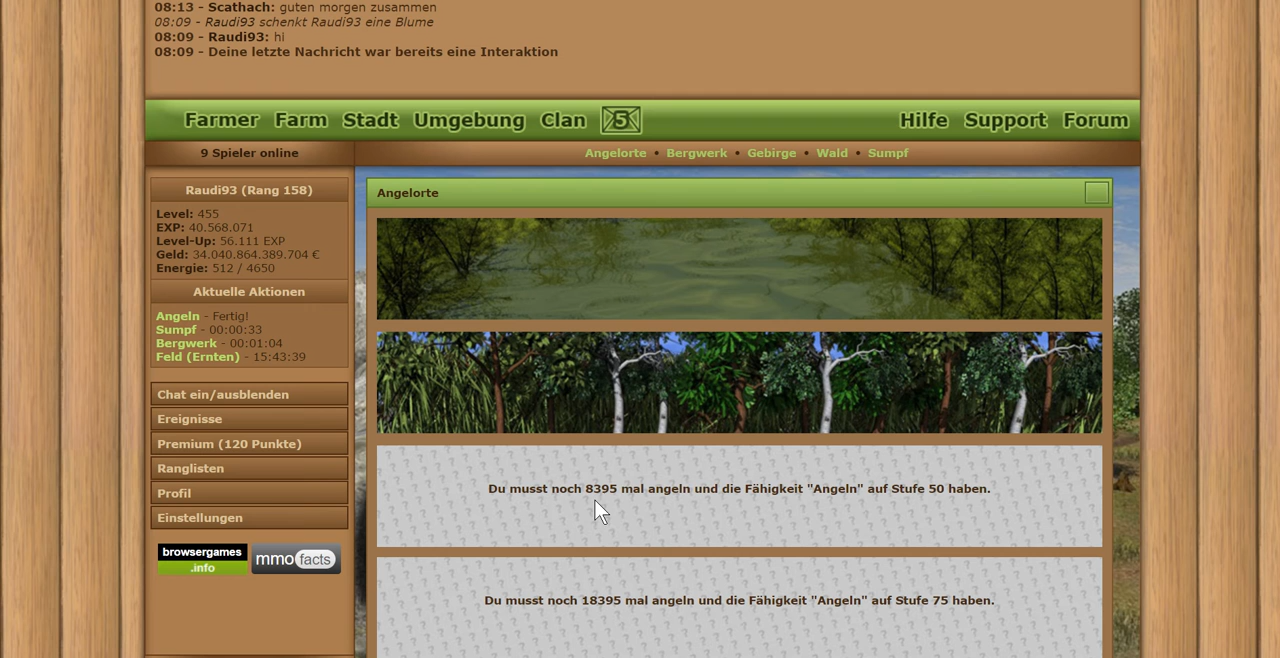 08:13 - Scathach: guten morgen zusammen
08:09 - Raudi93 schenkt Raudi93 eine Blume
08:09 - Raudi93: hi
08:09 - Deine letzte Nachricht war bereits eine Interaktion
Farmer Farm Stadt Umgebung Clan 5 Hilfe Support Forum
9 Spieler online
Angelorte • Bergwerk • Gebirge • Wald • Sumpf
Raudi93 (Rang 158)
Level: 455
EXP: 40.568.071
Level-Up: 56.111 EXP
Geld: 34.040.864.389.704 €
Energie: 512 / 4650
Aktuelle Aktionen
Angeln - Fertig!
Sumpf - 00:00:33
Bergwerk - 00:01:04
Feld (Ernten) - 15:43:39
Chat ein/ausblenden
Ereignisse
Premium (120 Punkte)
Ranglisten
Profil
Einstellungen
browsergames
.info
mmofacts
Angelorte
Du musst noch 8395 mal angeln und die Fähigkeit "Angeln" auf Stufe 50 haben.
Du musst noch 18395 mal angeln und die Fähigkeit "Angeln" auf Stufe 75 haben.